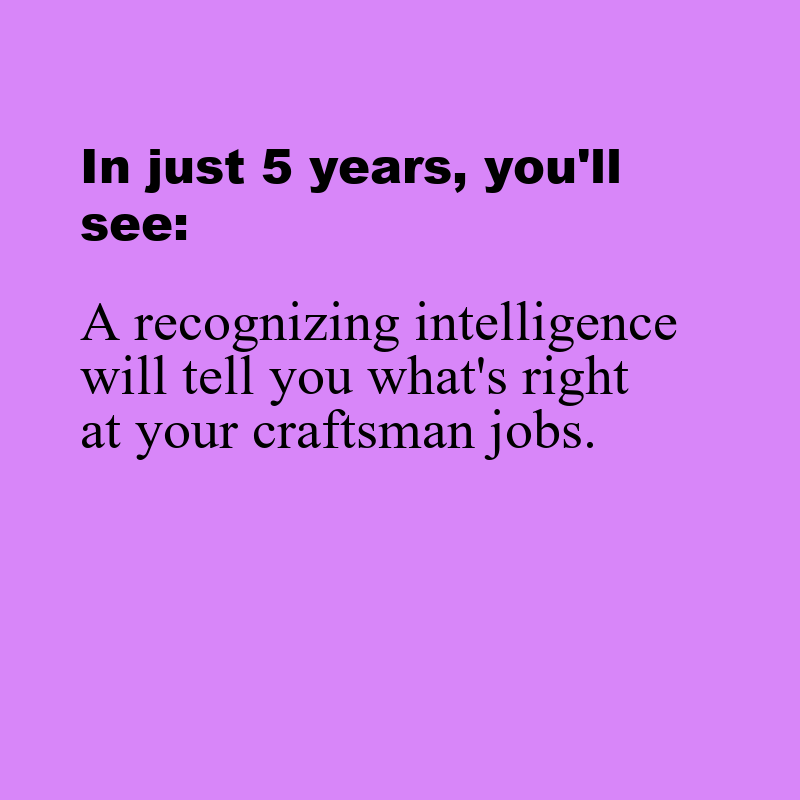 In just 5 years, you'll
see:
A recognizing intelligence
will tell you what's right
at your craftsman jobs.